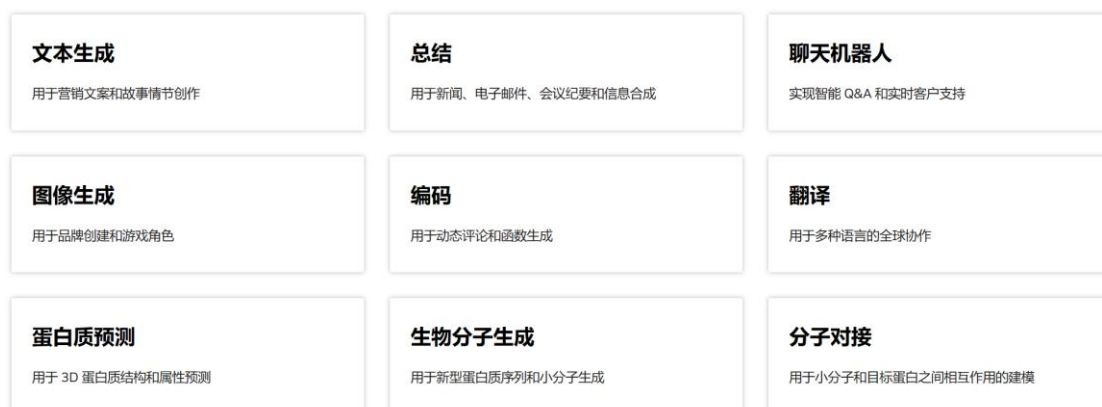 文本生成
用于营销文案和故事情节创作
总结
用于新闻、电子邮件、会议纪要和信息合成
聊天机器人
实现智能 Q&A 和实时客户支持
图像生成
用于品牌创建和游戏角色
编码
用于动态评论和函数生成
翻译
用于多种语言的全球协作
蛋白质预测
用于 3D 蛋白质结构和属性预测
生物分子生成
用于新型蛋白质序列和小分子生成
分子对接
用于小分子和目标蛋白之间相互作用的建模